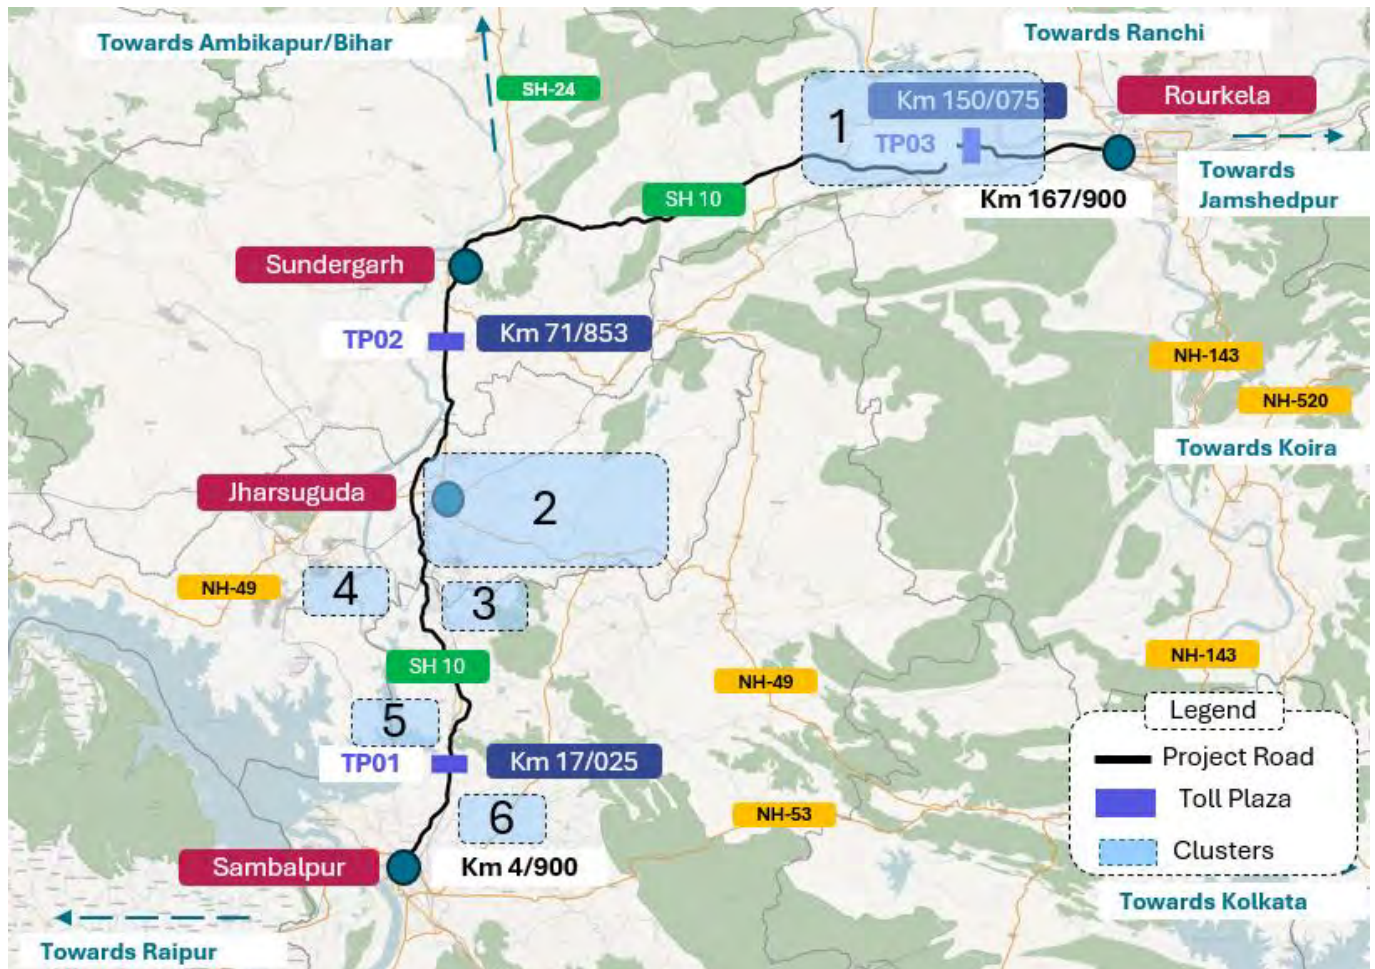 Towards Ambikapur/Bihar
Towards Ranchi
SH-24
Km 150/075
Rourkela
1
TP03
Towards
Jamshedpur
SH 10
Km 167/900
Sundergarh
TP02
Km 71/853
NH-143
NH-520
Towards Koira
Jharsuguda
2
NH-49
4
3
SH 10
NH-143
NH-49
5
Legend
Project Road
TP01
Km 17/025
Toll Plaza
6
NH-53
Clusters
Sambalpur
Km 4/900
Towards Kolkata
Towards Raipur